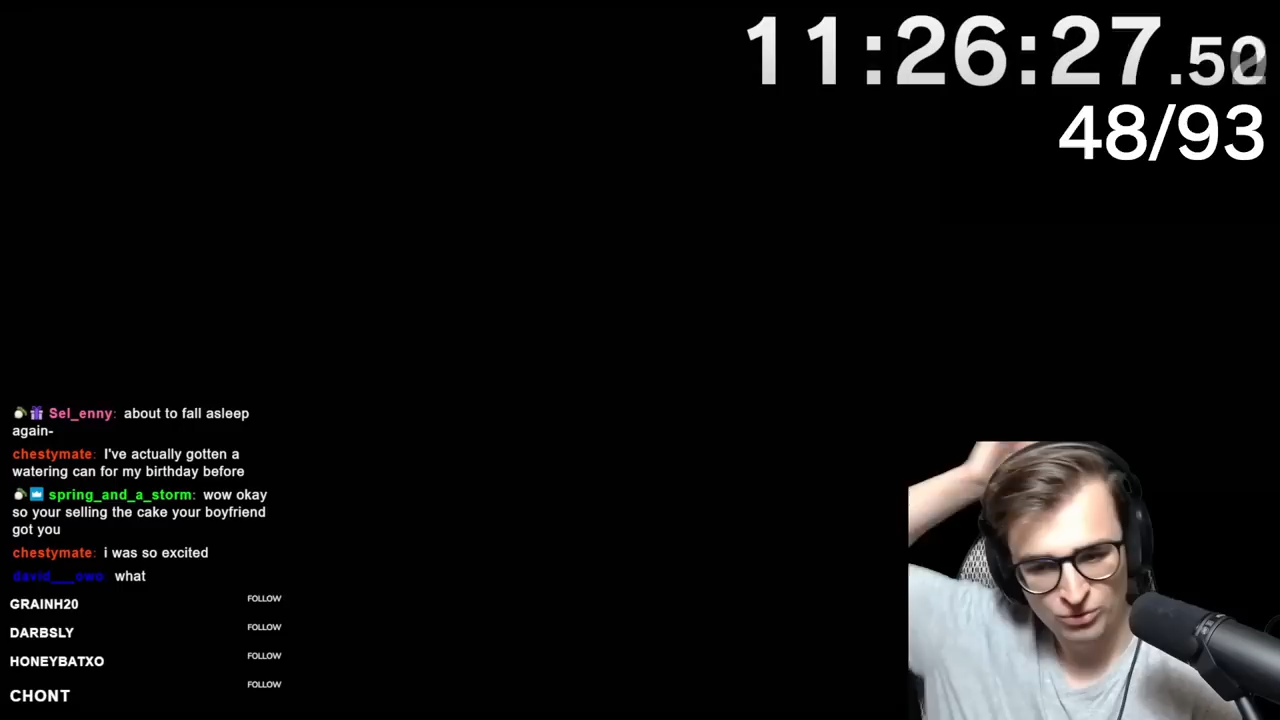 11:26:27.50
48/93
Sel_enny: about to fall asleep
again-
chestymate: I've actually gotten a
watering can for my birthday before
spring_and_a_storm: wow okay
so your selling the cake your boyfriend
got you
chestymate: i was so excited
david___owo what
GRAINH20 FOLLOW
DARBSLY FOLLOW
HONEYBATXO FOLLOW
CHONT FOLLOW